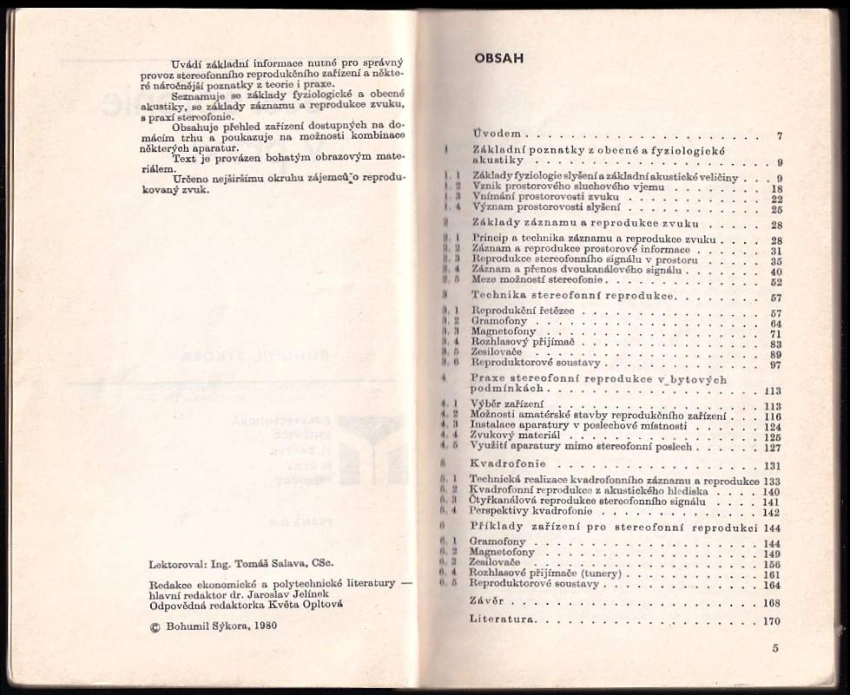 Uvádí základní informace nutné pro správný
provoz stereofonního reprodukčního zařízení a někte-
ré náročnější poznatky z teorie i praxe.
Seznamuje se základy fyziologické a obecné
akustiky, se základy záznamu a reprodukce zvuku,
s praxí stereofonie.
Obsahuje přehled zařízení dostupných na do-
mácím trhu a poukazuje na možnosti kombinace
některých aparatur.
Text je provázen bohatým obrazovým mate-
riálem.
Určeno nejširšímu okruhu zájemců o reprodu-
kovaný zvuk.
Lektoroval: Ing. Tomáš Salava, CSc.
Redakce ekonomické a polytechnické literatury —
hlavní redaktor dr. Jaroslav Jelínek
Odpovědná redaktorka Květa Opltová
© Bohumil Sýkora, 1980
OBSAH
Úvodem . . . . . . . . . . . . . . . . . . . . 7
1 Základní poznatky z obecné a fyziologické
akustiky . . . . . . . . . . . . . . . . . . . 9
1. 1 Základy fyziologie slyšení a základní akustické veličiny . . . 9
1. 2 Vznik prostorového sluchového vjemu . . . . . . . . 18
1. 3 Vnímání prostorovosti zvuku . . . . . . . . . . . 22
1. 4 Význam prostorovosti slyšení . . . . . . . . . . . 25
2 Základy záznamu a reprodukce zvuku . . . . 28
2. 1 Princip a technika záznamu a reprodukce zvuku . . . . 28
2. 2 Záznam a reprodukce prostorové informace . . . . . . 31
2. 3 Reprodukce stereofonního signálu v prostoru . . . . . 35
2. 4 Záznam a přenos dvoukanálového signálu . . . . . . . 40
2. 5 Meze možností stereofonie . . . . . . . . . . . . 52
3 Technika stereofonní reprodukce. . . . . . 57
3. 1 Reprodukční řetězec . . . . . . . . . . . . . . 57
3. 2 Gramofony . . . . . . . . . . . . . . . . . . 64
3. 3 Magnetofony . . . . . . . . . . . . . . . . . 71
3. 4 Rozhlasový přijímač . . . . . . . . . . . . . . 83
3. 5 Zesilovače . . . . . . . . . . . . . . . . . . 89
3. 6 Reproduktorové soustavy . . . . . . . . . . . . . 97
4 Praxe stereofonní reprodukce v bytových
podmínkách . . . . . . . . . . . . . . . . . . 113
4. 1 Výběr zařízení . . . . . . . . . . . . . . . . 113
4. 2 Možnosti amatérské stavby reprodukčního zařízení . . . . 116
4. 3 Instalace aparatury v poslechové místnosti . . . . . . 124
4. 4 Zvukový materiál . . . . . . . . . . . . . . . 125
4. 5 Využití aparatury mimo stereofonní poslech . . . . . . 127
5 Kvadrofonie . . . . . . . . . . . . . . . . . 131
5. 1 Technická realizace kvadrofonního záznamu a reprodukce 133
5. 2 Kvadrofonní reprodukce z akustického hlediska . . . . 140
5. 3 Čtyřkanálová reprodukce stereofonního signálu . . . . 141
5. 4 Perspektivy kvadrofonie . . . . . . . . . . . . . 142
6 Příklady zařízení pro stereofonní reprodukci 144
6. 1 Gramofony . . . . . . . . . . . . . . . . . . 144
6. 2 Magnetofony . . . . . . . . . . . . . . . . . 149
6. 3 Zesilovače . . . . . . . . . . . . . . . . . . 156
6. 4 Rozhlasové přijímače (tunery) . . . . . . . . . . . 161
6. 5 Reproduktorové soustavy . . . . . . . . . . . . . 164
Závěr . . . . . . . . . . . . . . . . . . . . 168
Literatura. . . . . . . . . . . . . . . . . . 170
5